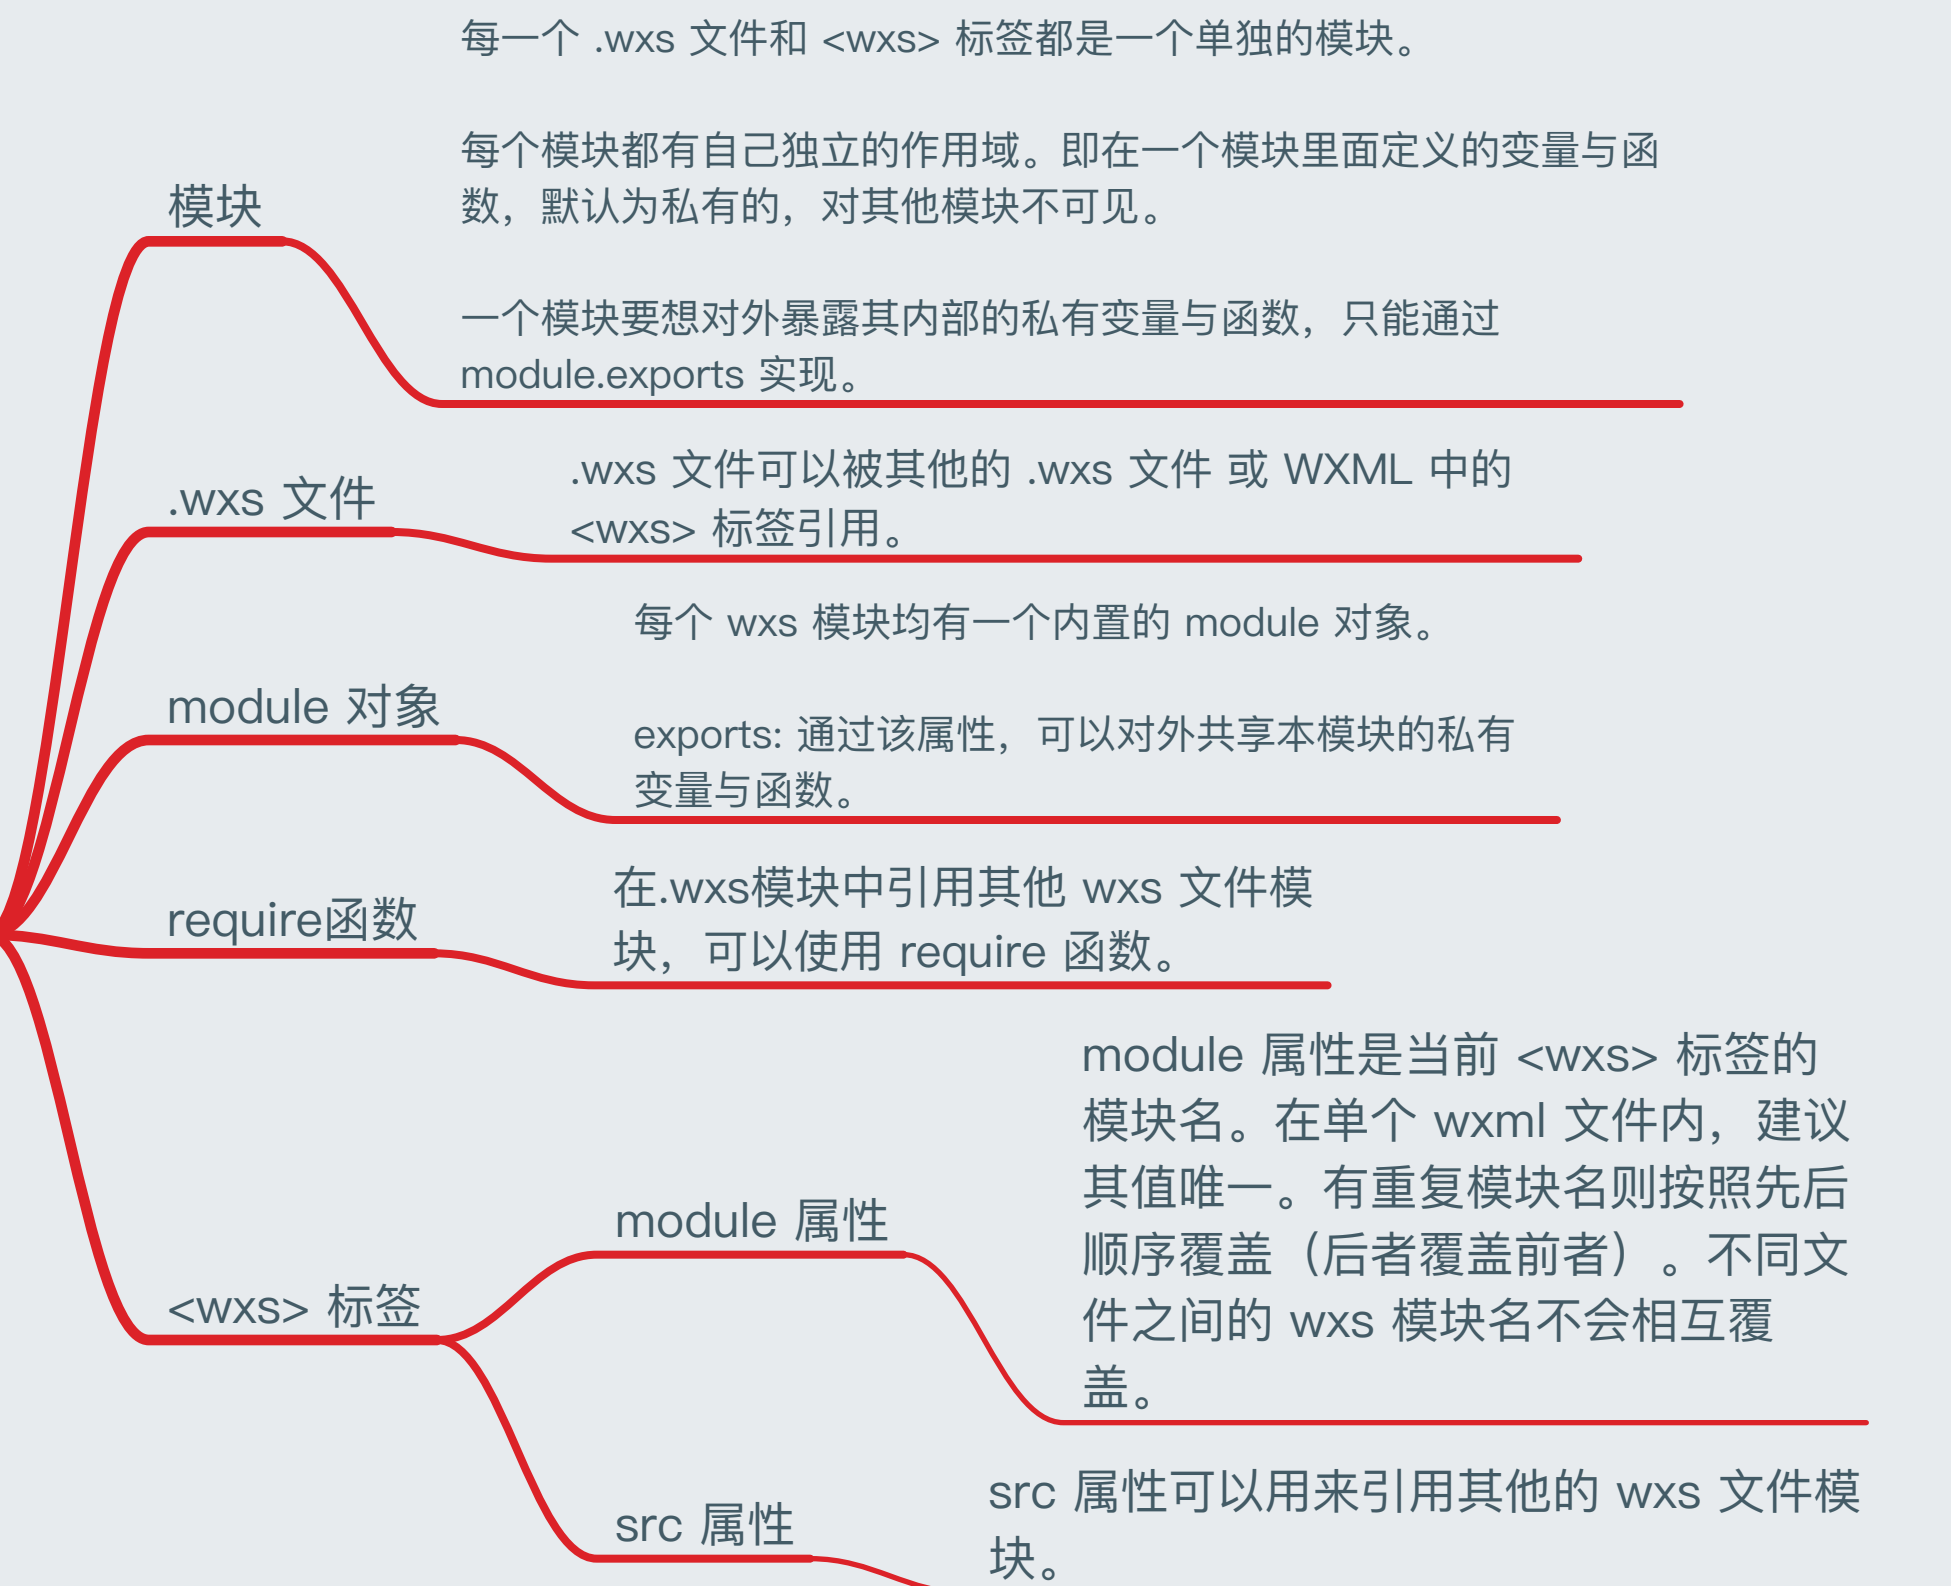 每一个 .wxs 文件和 <wxs> 标签都是一个单独的模块。
每个模块都有自己独立的作用域。即在一个模块里面定义的变量与函
数，默认为私有的，对其他模块不可见。
模块
一个模块要想对外暴露其内部的私有变量与函数，只能通过
module.exports 实现。
.wxs 文件
.wxs 文件可以被其他的 .wxs 文件 或 WXML 中的
<wxs> 标签引用。
module 对象
每个 wxs 模块均有一个内置的 module 对象。
exports: 通过该属性，可以对外共享本模块的私有
变量与函数。
require函数
在.wxs模块中引用其他 wxs 文件模
块，可以使用 require 函数。
<wxs> 标签
module 属性
module 属性是当前 <wxs> 标签的
模块名。在单个 wxml 文件内，建议
其值唯一。有重复模块名则按照先后
顺序覆盖（后者覆盖前者）。不同文
件之间的 wxs 模块名不会相互覆
盖。
src 属性
src 属性可以用来引用其他的 wxs 文件模
块。